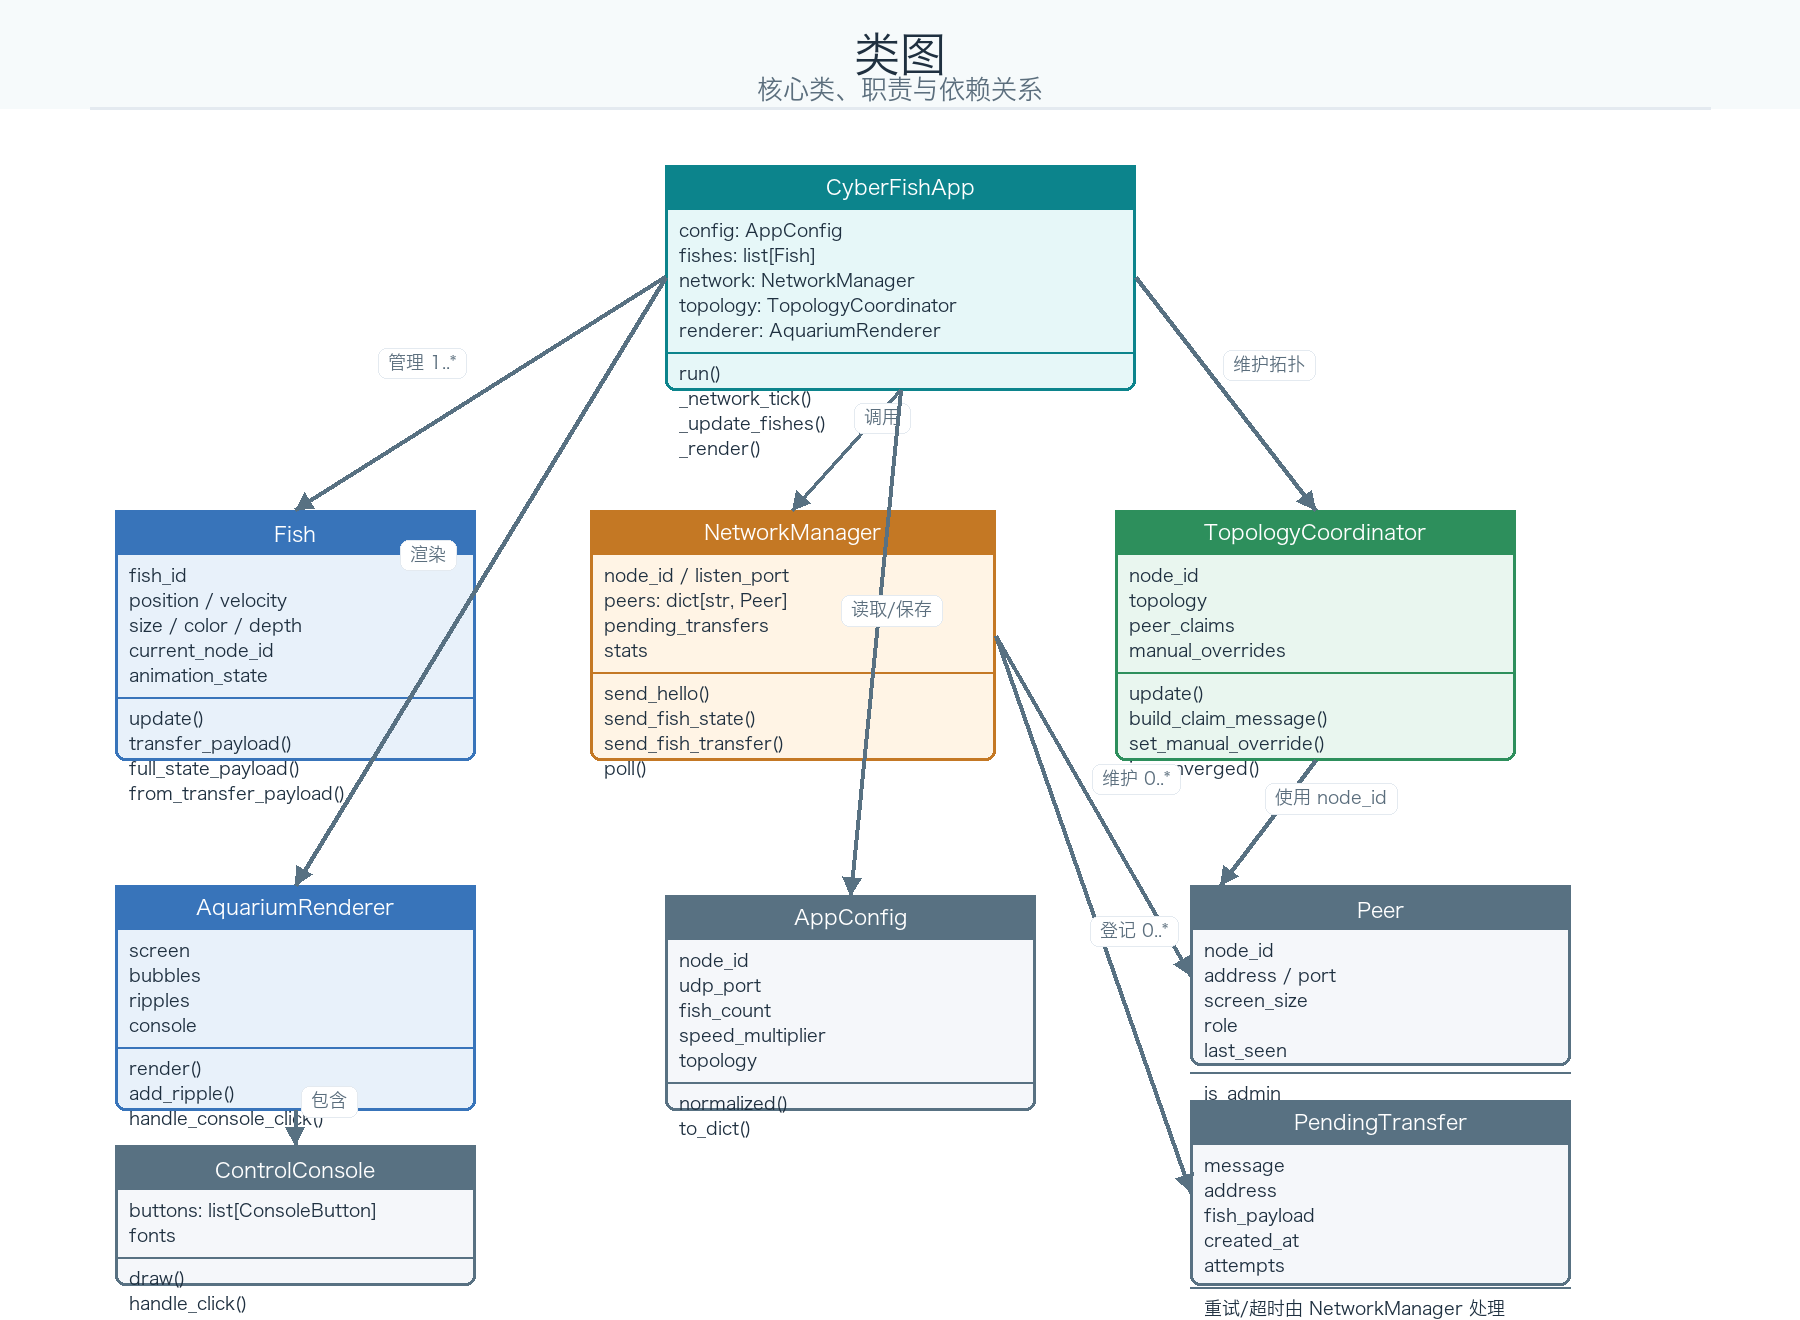 类图
核心类、职责与依赖关系
CyberFishApp
config: AppConfig
fishes: list[Fish]
network: NetworkManager
topology: TopologyCoordinator
renderer: AquariumRenderer
run()
_network_tick()
_update_fishes()
_render()
管理 1..*
调用
维护拓扑
Fish
渲染
fish_id
position / velocity
size / color / depth
current_node_id
animation_state
update()
transfer_payload()
full_state_payload()
from_transfer_payload()
NetworkManager
node_id / listen_port
peers: dict[str, Peer]
pending_transfers
stats
send_hello()
send_fish_state()
send_fish_transfer()
poll()
读取/保存
TopologyCoordinator
node_id
topology
peer_claims
manual_overrides
update()
build_claim_message()
set_manual_override()
维护 0..*
使用 node_id
登记 0..*
AquariumRenderer
screen
bubbles
ripples
console
render()
add_ripple()
handle_console_click()
包含
AppConfig
node_id
udp_port
fish_count
speed_multiplier
topology
normalized()
to_dict()
Peer
node_id
address / port
screen_size
role
last_seen
is_admin
ControlConsole
buttons: list[ConsoleButton]
fonts
draw()
handle_click()
PendingTransfer
message
address
fish_payload
created_at
attempts
重试/超时由 NetworkManager 处理